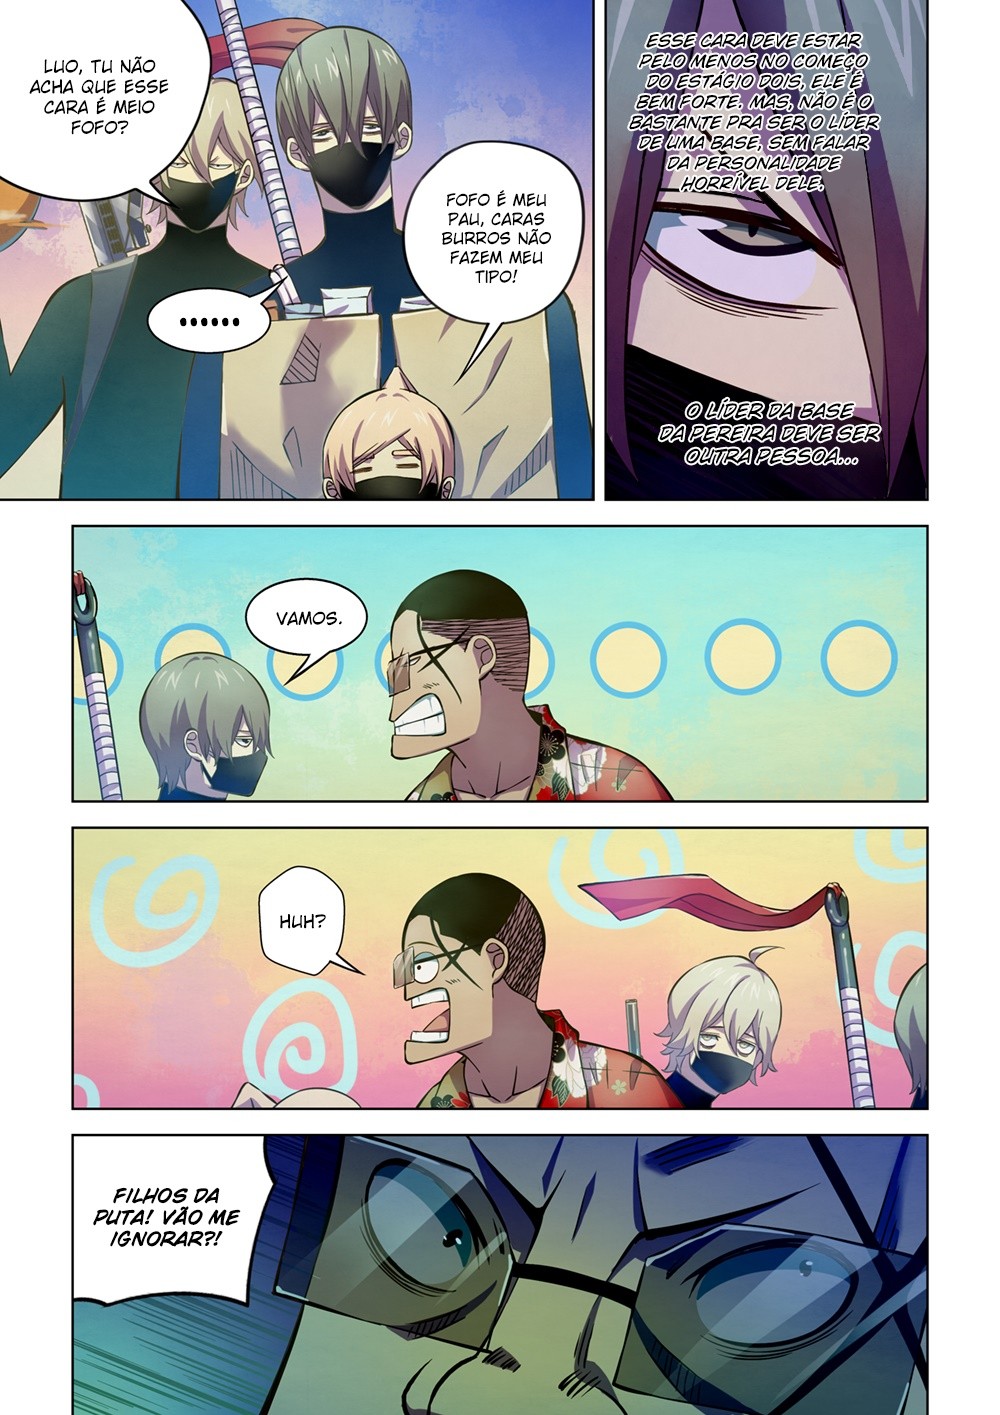 LUO, TU NÃO
ACHA QUE ESSE
CARA É MEIO
FOFO?
......
FOFO É MEU
PAU, CARAS
BURROS NÃO
FAZEM MEU
TIPO!
ESSE CARA DEVE ESTAR
PELO MENOS NO COMEÇO
DO ESTÁGIO DOIS, ELE É
BEM FORTE. MAS, NÃO É O
BASTANTE PRA SER O LÍDER
DE UMA BASE, SEM FALAR
DA PERSONALIDADE
HORRÍVEL DELE.
O LÍDER DA BASE
DA PEREIRA DEVE SER
OUTRA PESSOA...
VAMOS.
HUH?
FILHOS DA
PUTA! VÃO ME
IGNORAR?!